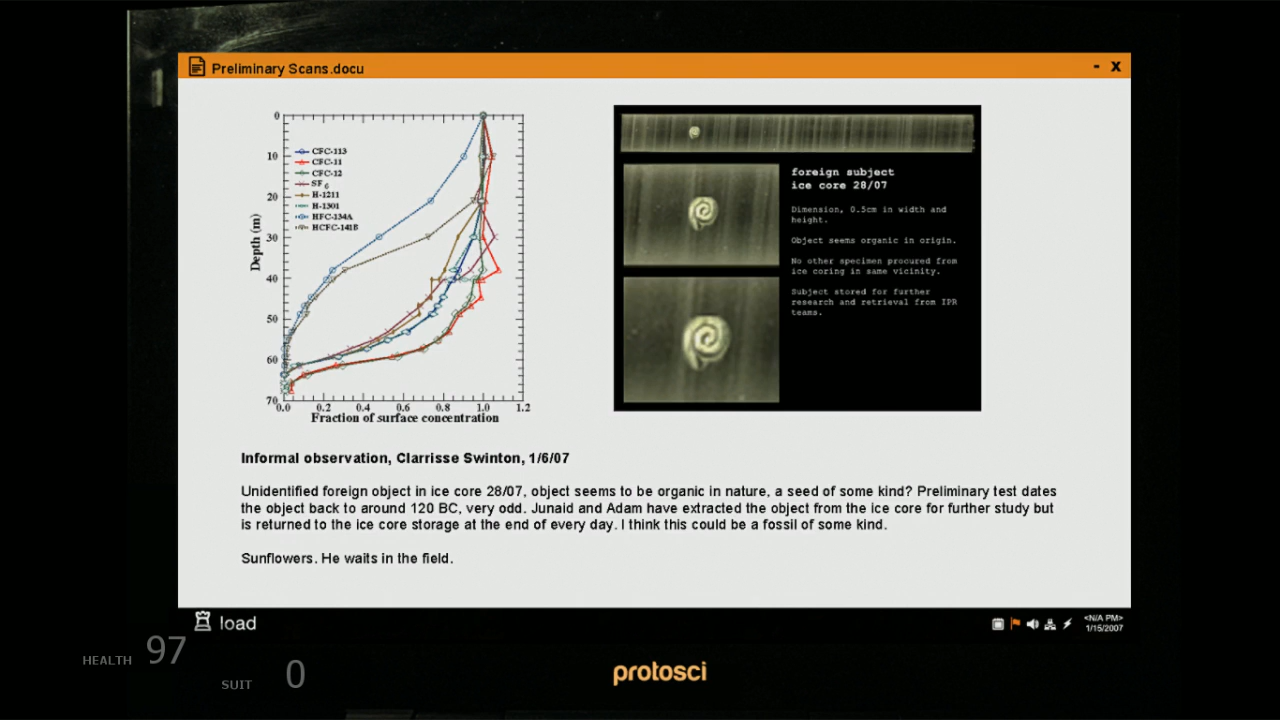 Preliminary Scans.docu
- X
0
10
20
30
40
50
60
70
Depth (m)
CFC-113
CFC-11
CFC-12
SF6
H-1211
H-1301
HFC-134A
HCFC-141B
0.0 0.2 0.4 0.6 0.8 1.0 1.2
Fraction of surface concentration
foreign subject
ice core 28/07
Dimension, 0.5cm in width and
height.
Object seems organic in origin.
No other specimen procured from
ice coring in same vicinity.
Subject stored for further
research and retrieval from IPR
teams.
Informal observation, Clarrisse Swinton, 1/6/07
Unidentified foreign object in ice core 28/07, object seems to be organic in nature, a seed of some kind? Preliminary test dates
the object back to around 120 BC, very odd. Junaid and Adam have extracted the object from the ice core for further study but
is returned to the ice core storage at the end of every day. I think this could be a fossil of some kind.
Sunflowers. He waits in the field.
load
<N/A PM>
1/15/2007
HEALTH 97
SUIT 0
protosci